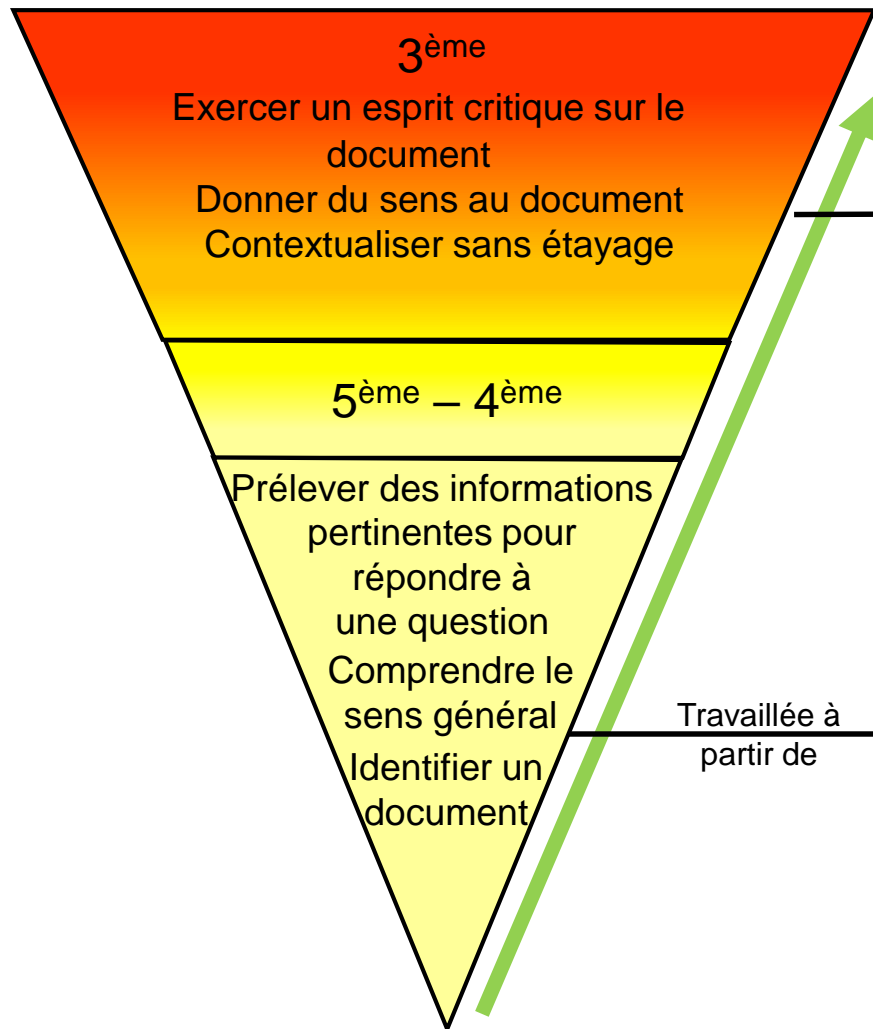 3ème
Exercer un esprit critique sur le
document
Donner du sens au document
Contextualiser sans étayage
5ème – 4ème
Prélever des informations
pertinentes pour
répondre à
une question
Comprendre le
sens général
Identifier un
document
Travaillée à
partir de